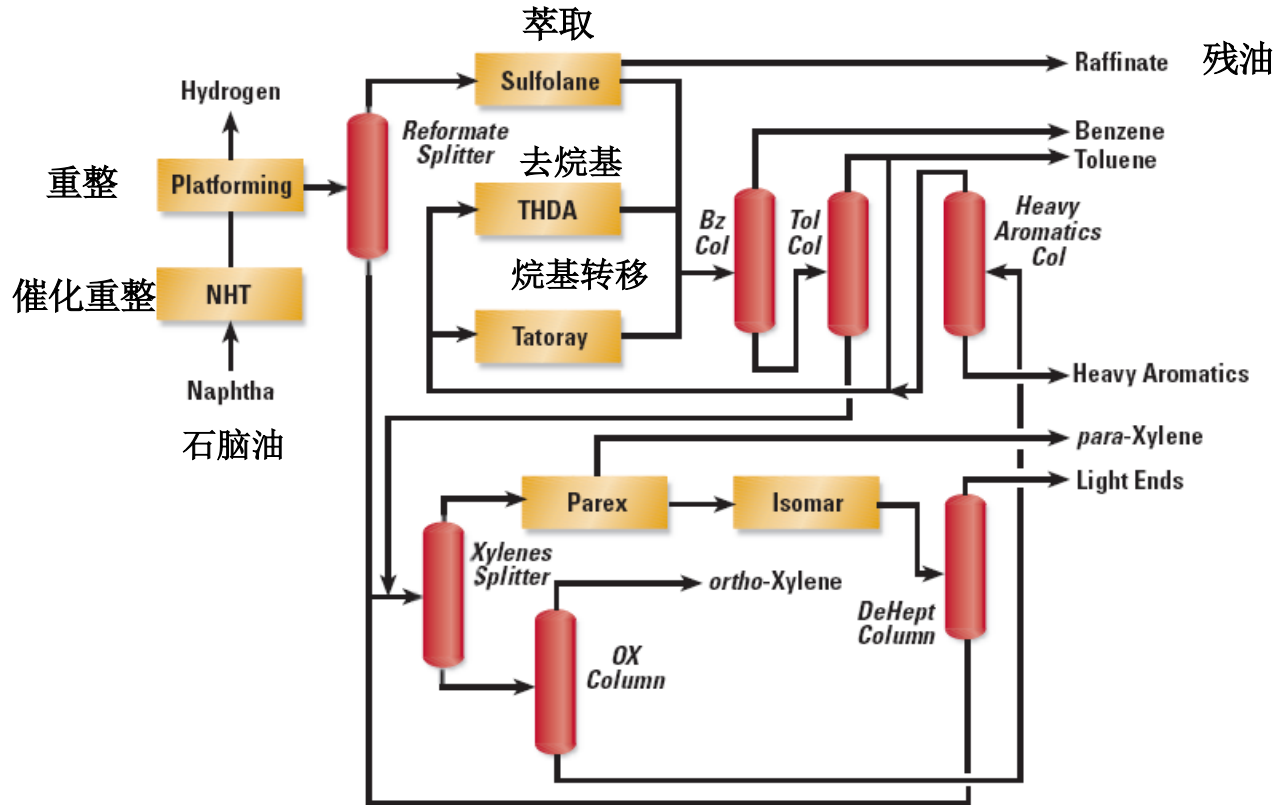 萃取
Sulfolane
Raffinate
残油
Hydrogen
Reformate
Splitter
Benzene
Toluene
重整
Platforming
去烷基
THDA
Bz
Col
Tol
Col
Heavy
Aromatics
Col
催化重整
NHT
烷基转移
Tatoray
Naphtha
Heavy Aromatics
石脑油
para-Xylene
Light Ends
Parex
Isomar
Xylenes
Splitter
ortho-Xylene
DeHept
Column
OX
Column